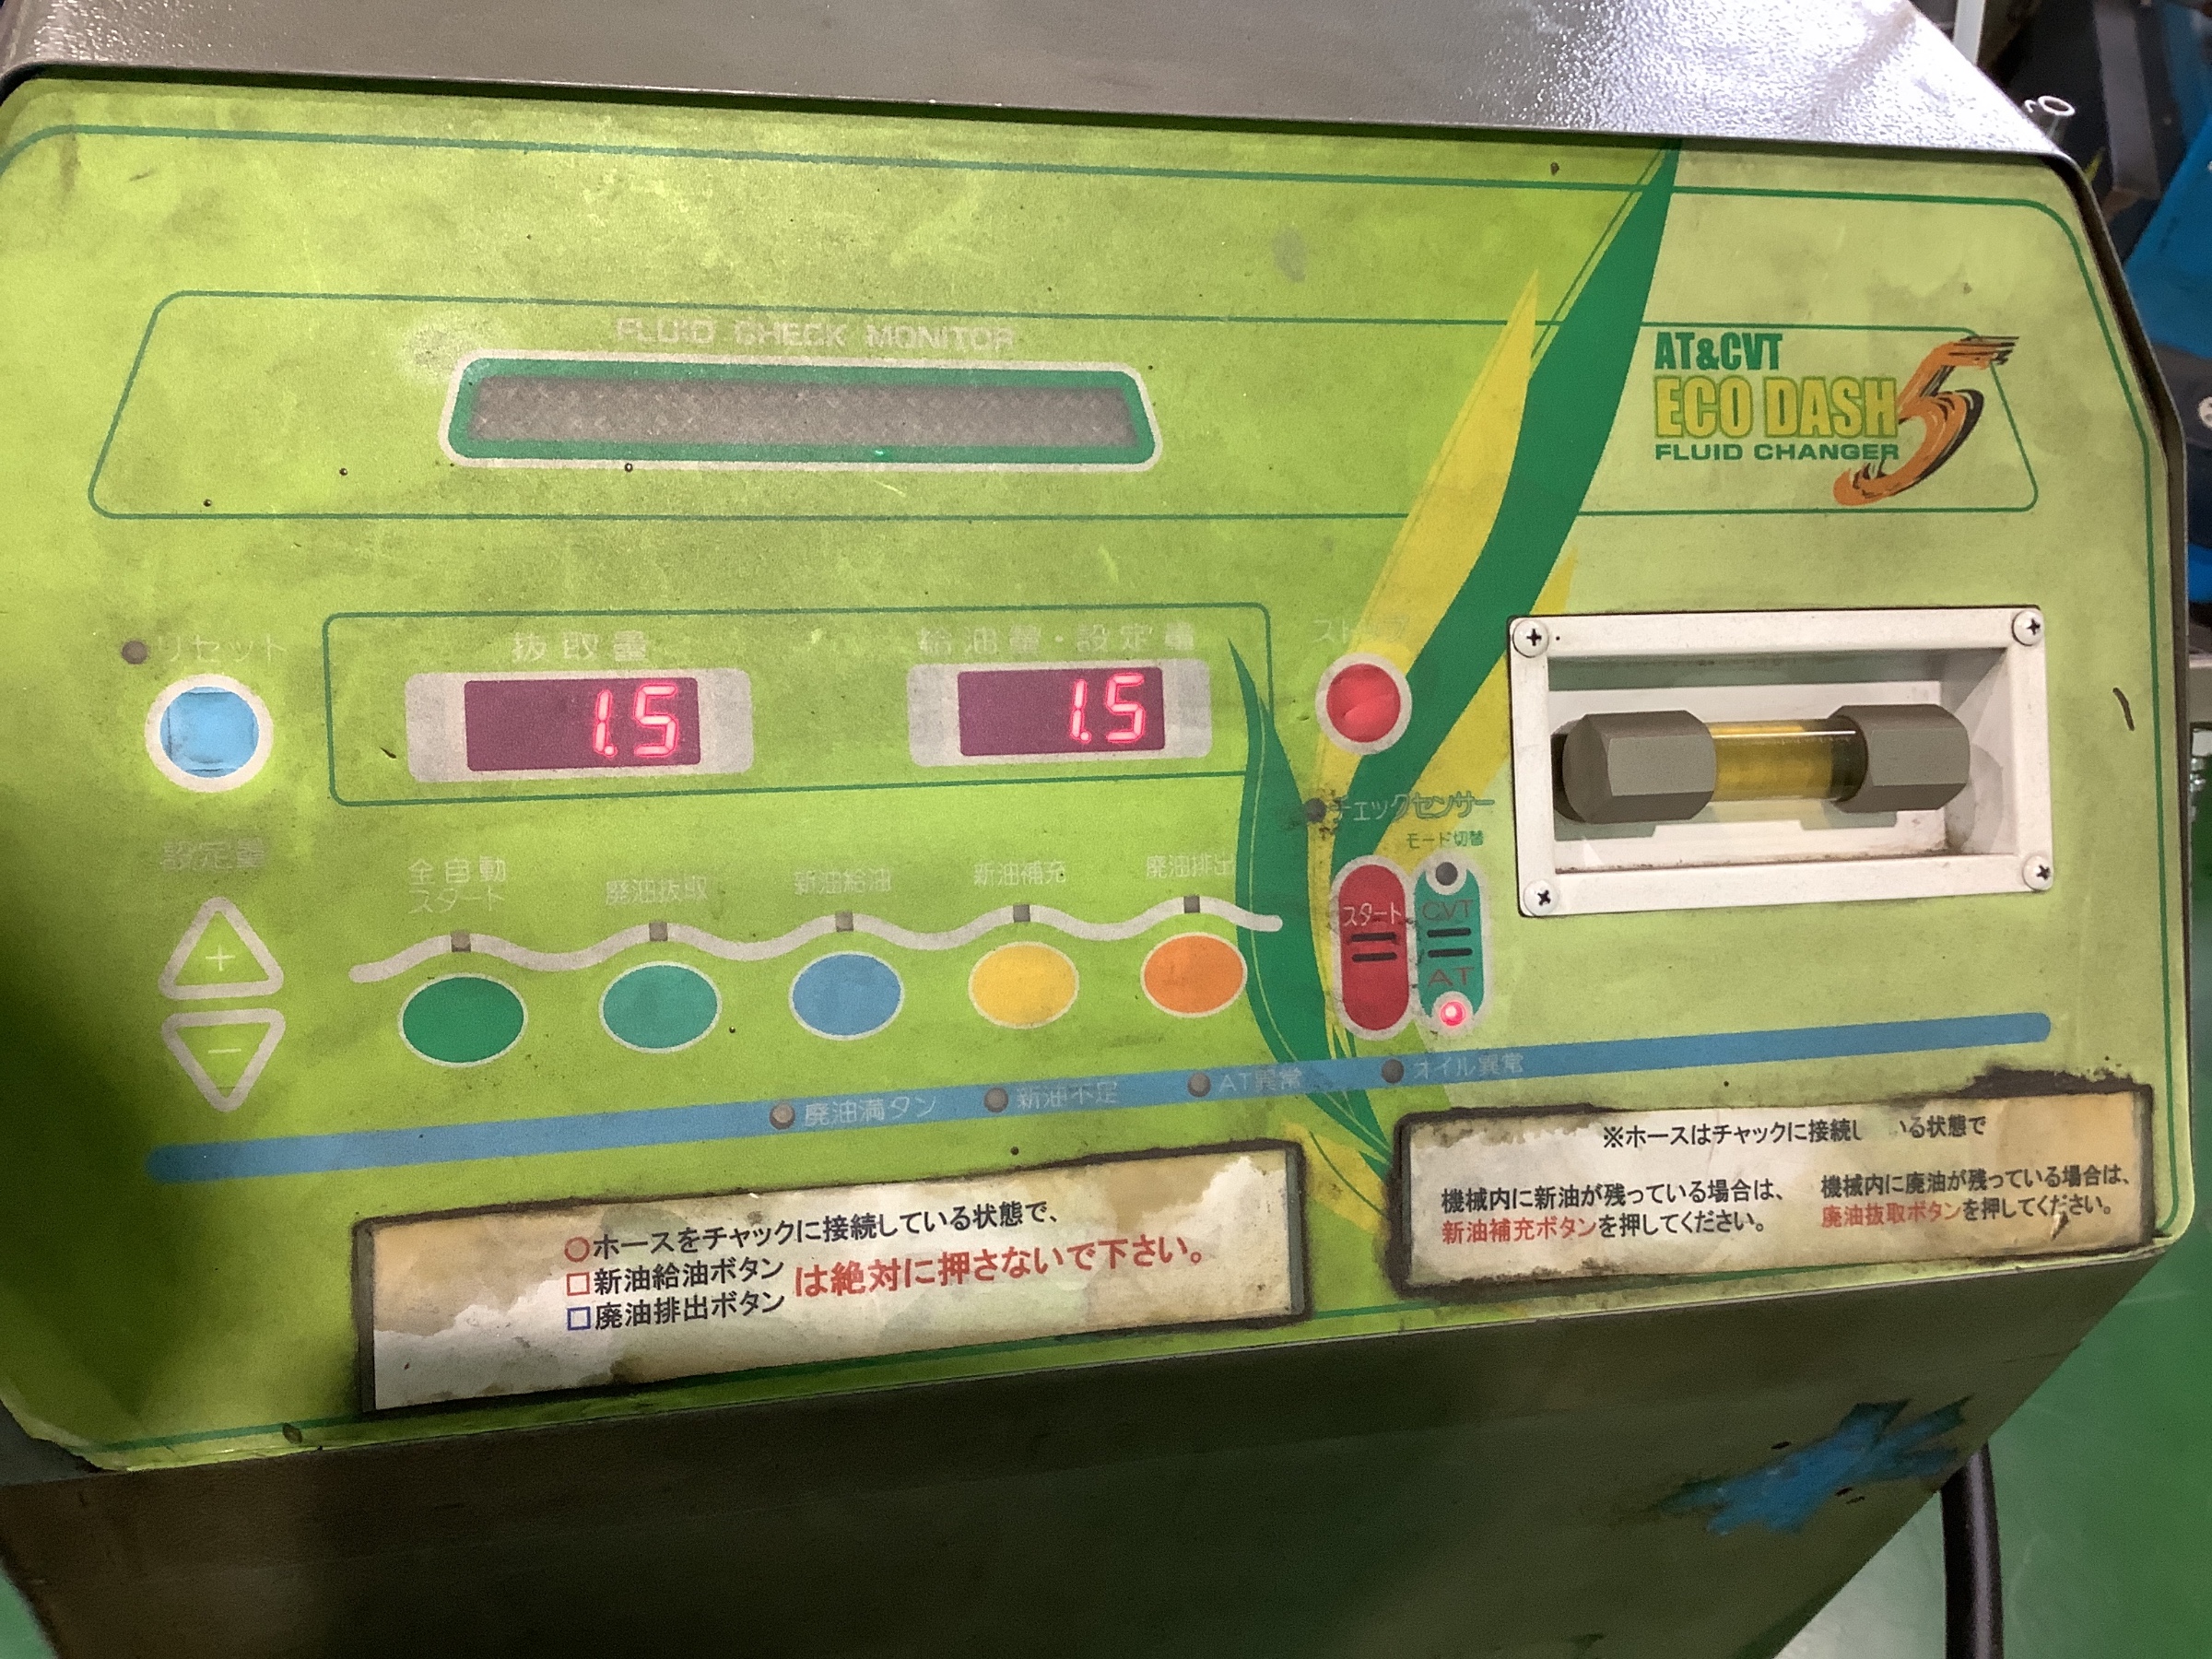 FLUID CHECK MONITOR
AT&CVT
ECO DASH 5
FLUID CHANGER
リセット
抜取量
給油量・設定量
1.5
1.5
チェックセンサー
モード切替
設定量
全自動
スタート
廃油抜取
新油給油
新油補充
廃油排出
スタート
CVT
AT
+
−
廃油満タン
新油不足
AT異常
オイル異常
○ホースをチャックに接続している状態で、
□新油給油ボタン
□廃油排出ボタン
は絶対に押さないで下さい。
※ホースはチャックに接続し いる状態で
機械内に新油が残っている場合は、
新油補充ボタンを押してください。
機械内に廃油が残っている場合は、
廃油抜取ボタンを押してください。